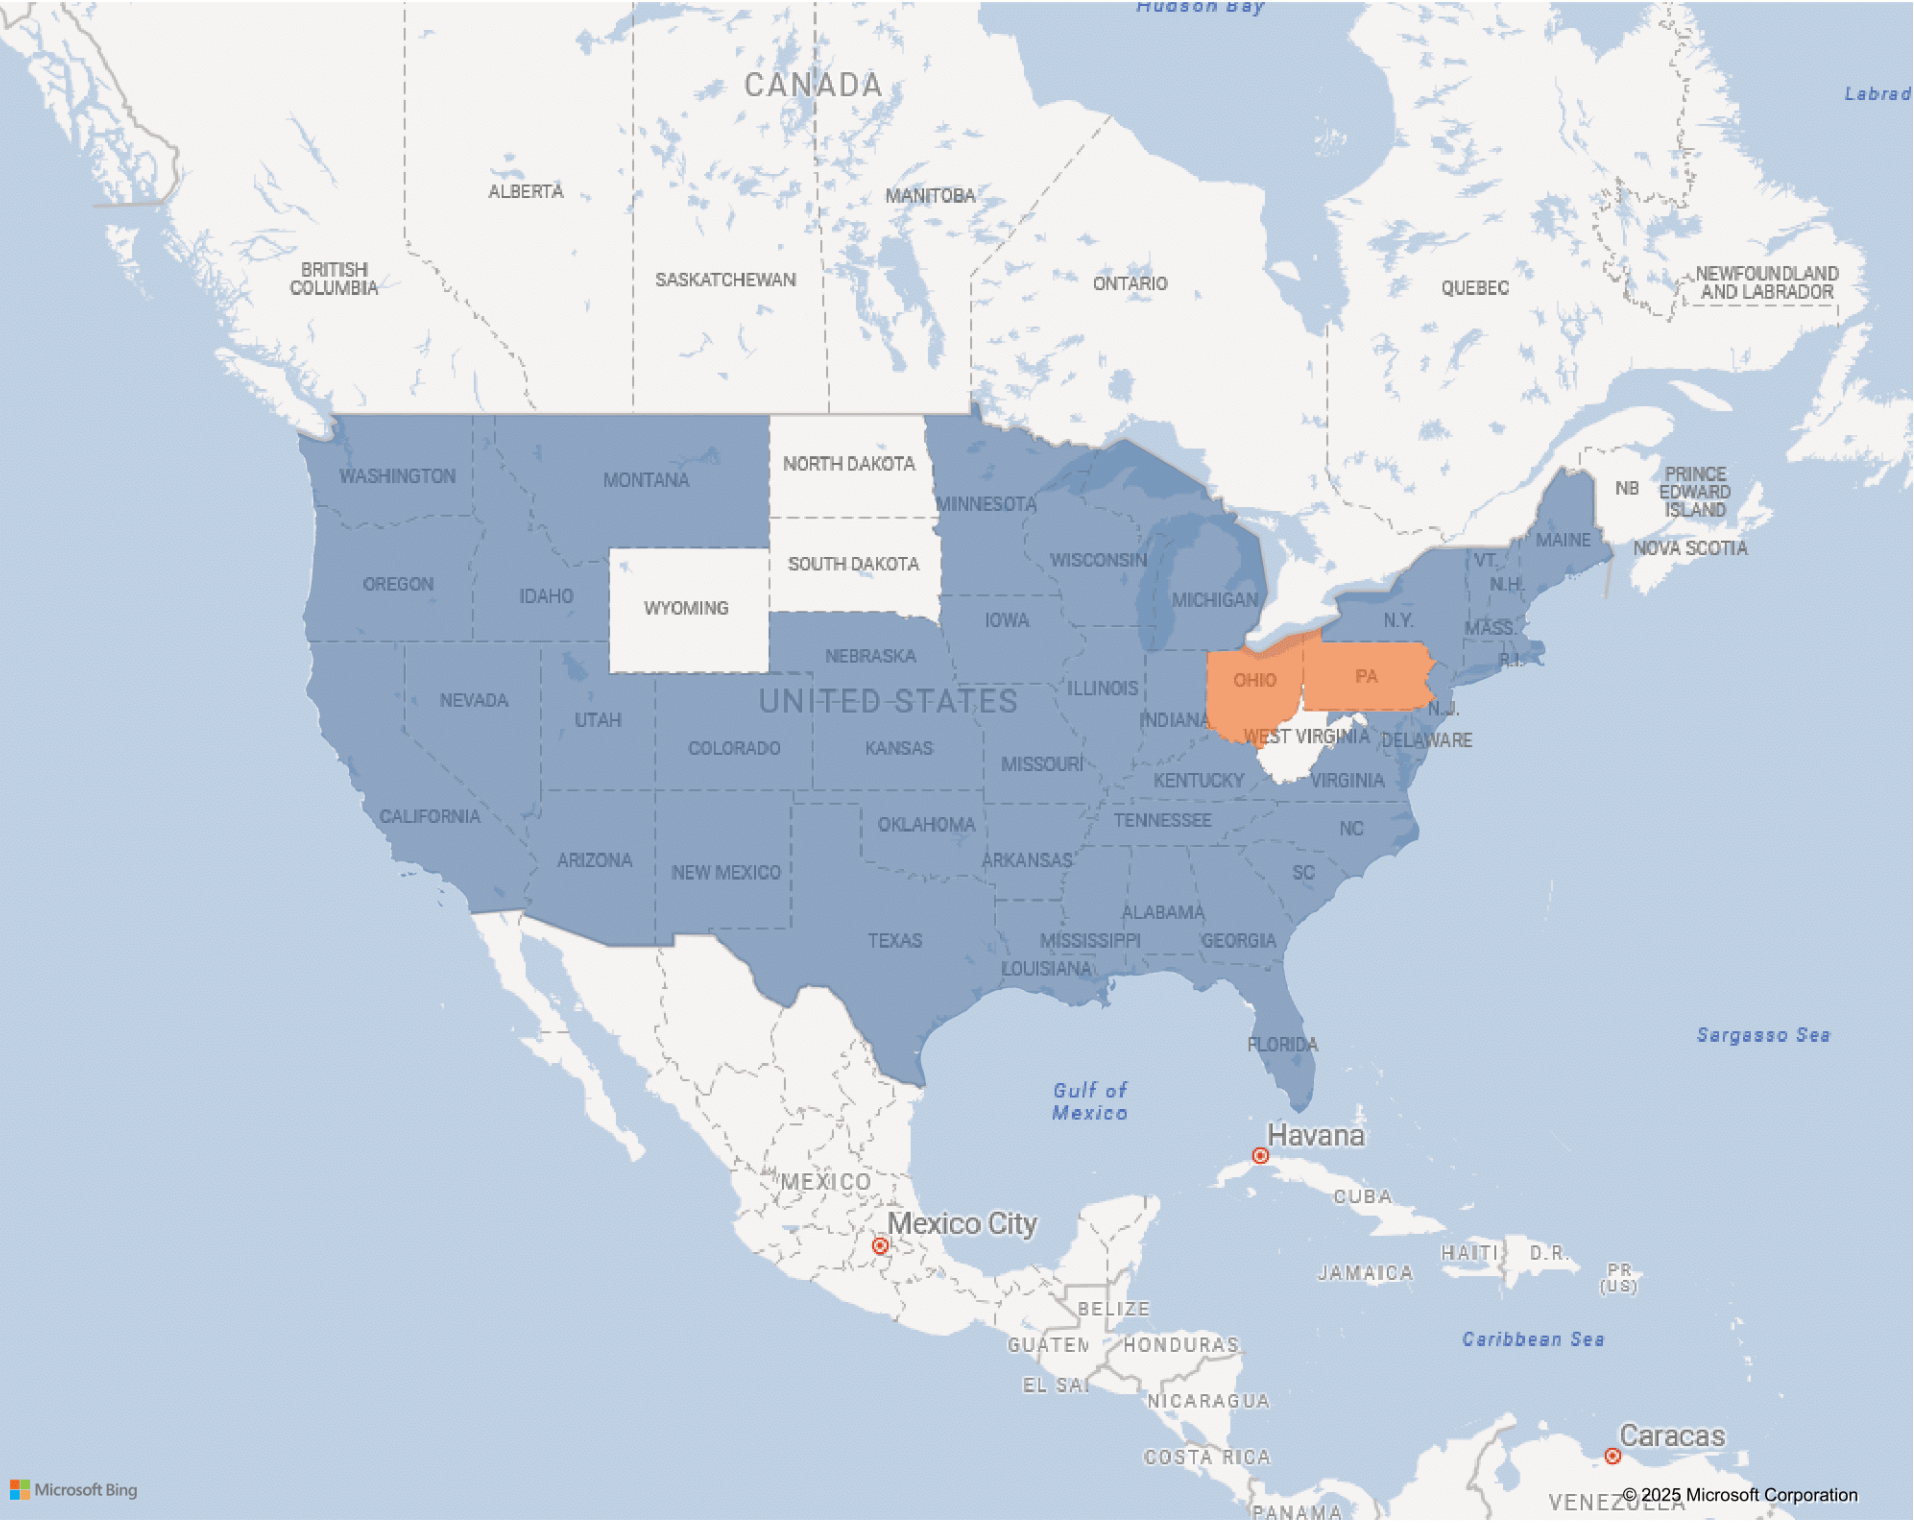 Hudson Bay
CANADA
Labrad
ALBERTA
MANITOBA
BRITISH
COLUMBIA
SASKATCHEWAN
ONTARIO
QUEBEC
NEWFOUNDLAND
AND LABRADOR
WASHINGTON
MONTANA
NORTH DAKOTA
MINNESOTA
NB
PRINCE
EDWARD
ISLAND
MAINE
NOVA SCOTIA
OREGON
IDAHO
WYOMING
SOUTH DAKOTA
WISCONSIN
MICHIGAN
VT.
N.H.
IOWA
N.Y.
MASS.
R.I.
NEBRASKA
NEVADA
UTAH
UNITED STATES
ILLINOIS
INDIANA
OHIO
PA
N.J.
COLORADO
KANSAS
MISSOURI
WEST VIRGINIA
DELAWARE
KENTUCKY
VIRGINIA
CALIFORNIA
OKLAHOMA
TENNESSEE
NC
ARIZONA
NEW MEXICO
ARKANSAS
SC
ALABAMA
TEXAS
MISSISSIPPI
GEORGIA
LOUISIANA
FLORIDA
Sargasso Sea
Gulf of
Mexico
Havana
MEXICO
CUBA
Mexico City
HAITI
D.R.
JAMAICA
PR
(US)
BELIZE
GUATEM
HONDURAS
Caribbean Sea
EL SA
NICARAGUA
Caracas
COSTA RICA
Microsoft Bing
VENEZUELA
© 2025 Microsoft Corporation
PANAMA